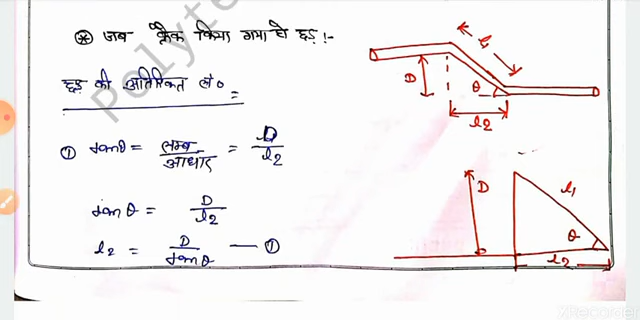 ⊛ जब क्रैंक किया गया हो छड़ :-
छड़ की अतिरिक्त लं० =
① tanθ = लम्ब/आधार = D/l2
tanθ = D/l2
l2 = D/tanθ — ①
l1
D
θ
l2
D
l1
θ
l2
Polyte